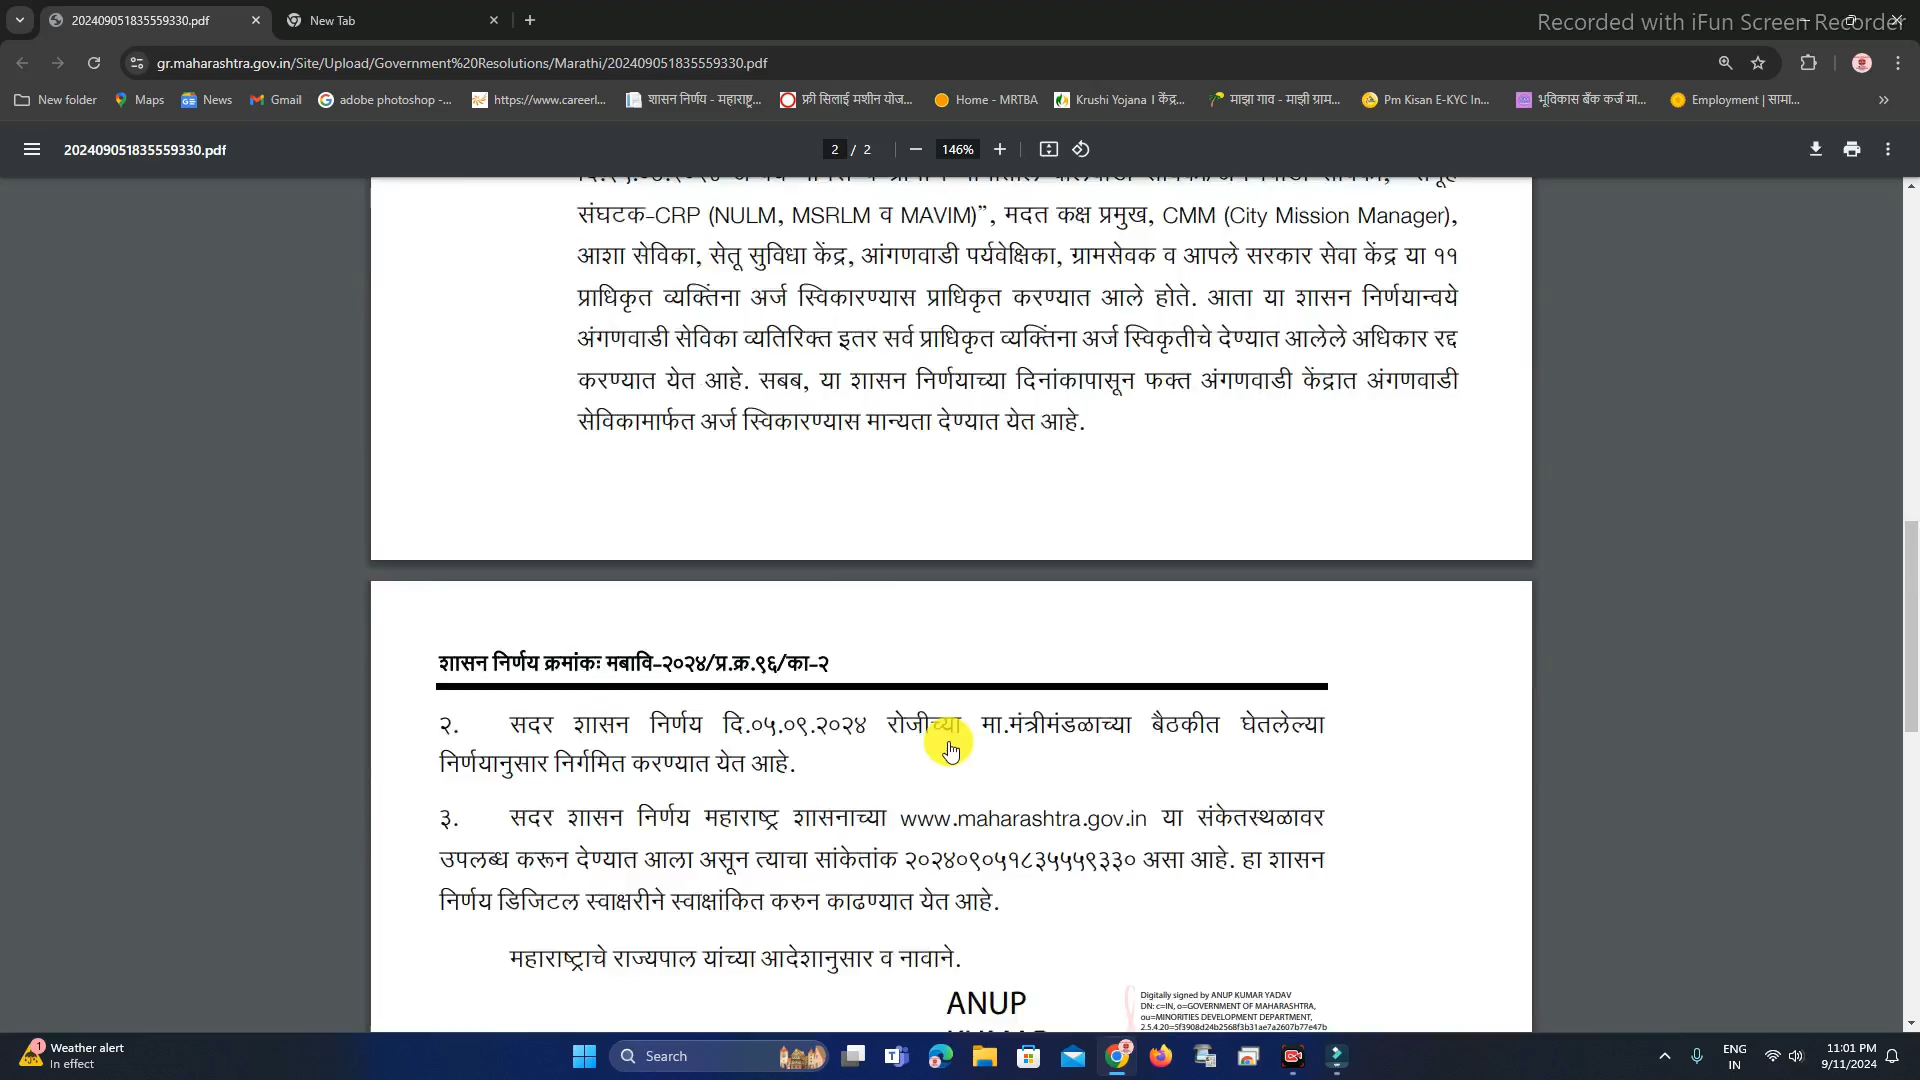 202409051835559330.pdf
New Tab
Recorded with iFun Screen Recorder
gr.maharashtra.gov.in/Site/Upload/Government%20Resolutions/Marathi/202409051835559330.pdf
New folder
Maps
News
Gmail
adobe photoshop -...
https://www.careerl...
शासन निर्णय - महाराष्ट्र...
फ्री सिलाई मशीन योज...
Home - MRTBA
Krushi Yojana । केंद्र...
माझा गाव - माझी ग्राम...
Pm Kisan E-KYC In...
भूविकास बँक कर्ज मा...
Employment | सामा...
202409051835559330.pdf
2 / 2
146%
संघटक-CRP (NULM, MSRLM व MAVIM)”, मदत कक्ष प्रमुख, CMM (City Mission Manager),
आशा सेविका, सेतू सुविधा केंद्र, आंगणवाडी पर्यवेक्षिका, ग्रामसेवक व आपले सरकार सेवा केंद्र या ११
प्राधिकृत व्यक्तिंना अर्ज स्विकारण्यास प्राधिकृत करण्यात आले होते. आता या शासन निर्णयान्वये
अंगणवाडी सेविका व्यतिरिक्त इतर सर्व प्राधिकृत व्यक्तिंना अर्ज स्विकृतीचे देण्यात आलेले अधिकार रद्द
करण्यात येत आहे. सबब, या शासन निर्णयाच्या दिनांकापासून फक्त अंगणवाडी केंद्रात अंगणवाडी
सेविकामार्फत अर्ज स्विकारण्यास मान्यता देण्यात येत आहे.
शासन निर्णय क्रमांकः मबावि-२०२४/प्र.क्र.९६/का-२
२. सदर शासन निर्णय दि.०५.०९.२०२४ रोजीच्या मा.मंत्रीमंडळाच्या बैठकीत घेतलेल्या
निर्णयानुसार निर्गमित करण्यात येत आहे.
३. सदर शासन निर्णय महाराष्ट्र शासनाच्या www.maharashtra.gov.in या संकेतस्थळावर
उपलब्ध करून देण्यात आला असून त्याचा सांकेतांक २०२४०९०५१८३५५५९३३० असा आहे. हा शासन
निर्णय डिजिटल स्वाक्षरीने स्वाक्षांकित करुन काढण्यात येत आहे.
महाराष्ट्राचे राज्यपाल यांच्या आदेशानुसार व नावाने.
ANUP
Digitally signed by ANUP KUMAR YADAV
DN: c=IN, o=GOVERNMENT OF MAHARASHTRA,
ou=MINORITIES DEVELOPMENT DEPARTMENT,
2.5.4.20=5f3908d24b2568f3b31ae7a2607b77e47b
Weather alert
In effect
1
Search
ENG
IN
11:01 PM
9/11/2024